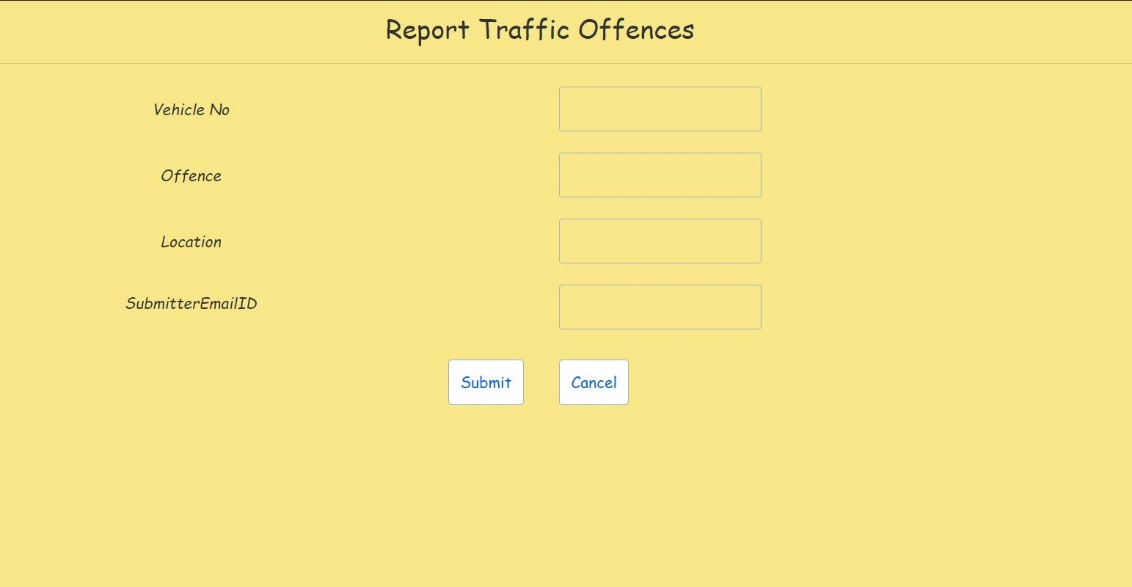 Report Traffic Offences
Vehicle No
Offence
Location
SubmitterEmailID
Submit Cancel